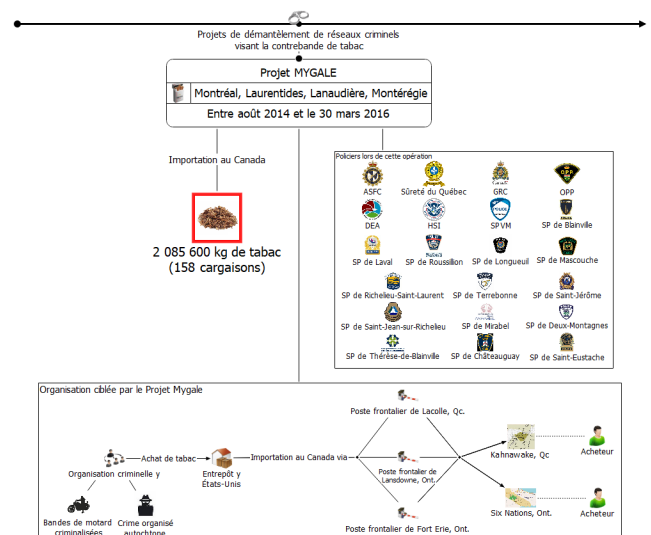 Projets de démantèlement de réseaux criminels
visant la contrebande de tabac
Projet MYGALE
Montréal, Laurentides, Lanaudière, Montérégie
Entre août 2014 et le 30 mars 2016
Importation au Canada
2 085 600 kg de tabac
(158 cargaisons)
Policiers lors de cette opération
ASFC
Sûreté du Québec
GRC
OPP
DEA
HSI
SPVM
SP de Blainville
SP de Laval
SP de Roussillon
SP de Longueuil
SP de Mascouche
SP de Richelieu-Saint-Laurent
SP de Terrebonne
SP de Saint-Jérôme
SP de Saint-Jean-sur-Richelieu
SP de Mirabel
SP de Deux-Montagnes
SP de Thérèse-de-Blainville
SP de Châteauguay
SP de Saint-Eustache
Organisation ciblée par le Projet Mygale
Poste frontalier de Lacolle, Qc.
Organisation criminelle y
Achat de tabac
Entrepôt y
États-Unis
Importation au Canada via
Poste frontalier de
Lansdowne, Ont.
Kahnawake, Qc
Acheteur
Six Nations, Ont.
Acheteur
Bandes de motard
criminalisées
Crime organisé
autochtone
Poste frontalier de Fort Erie, Ont.